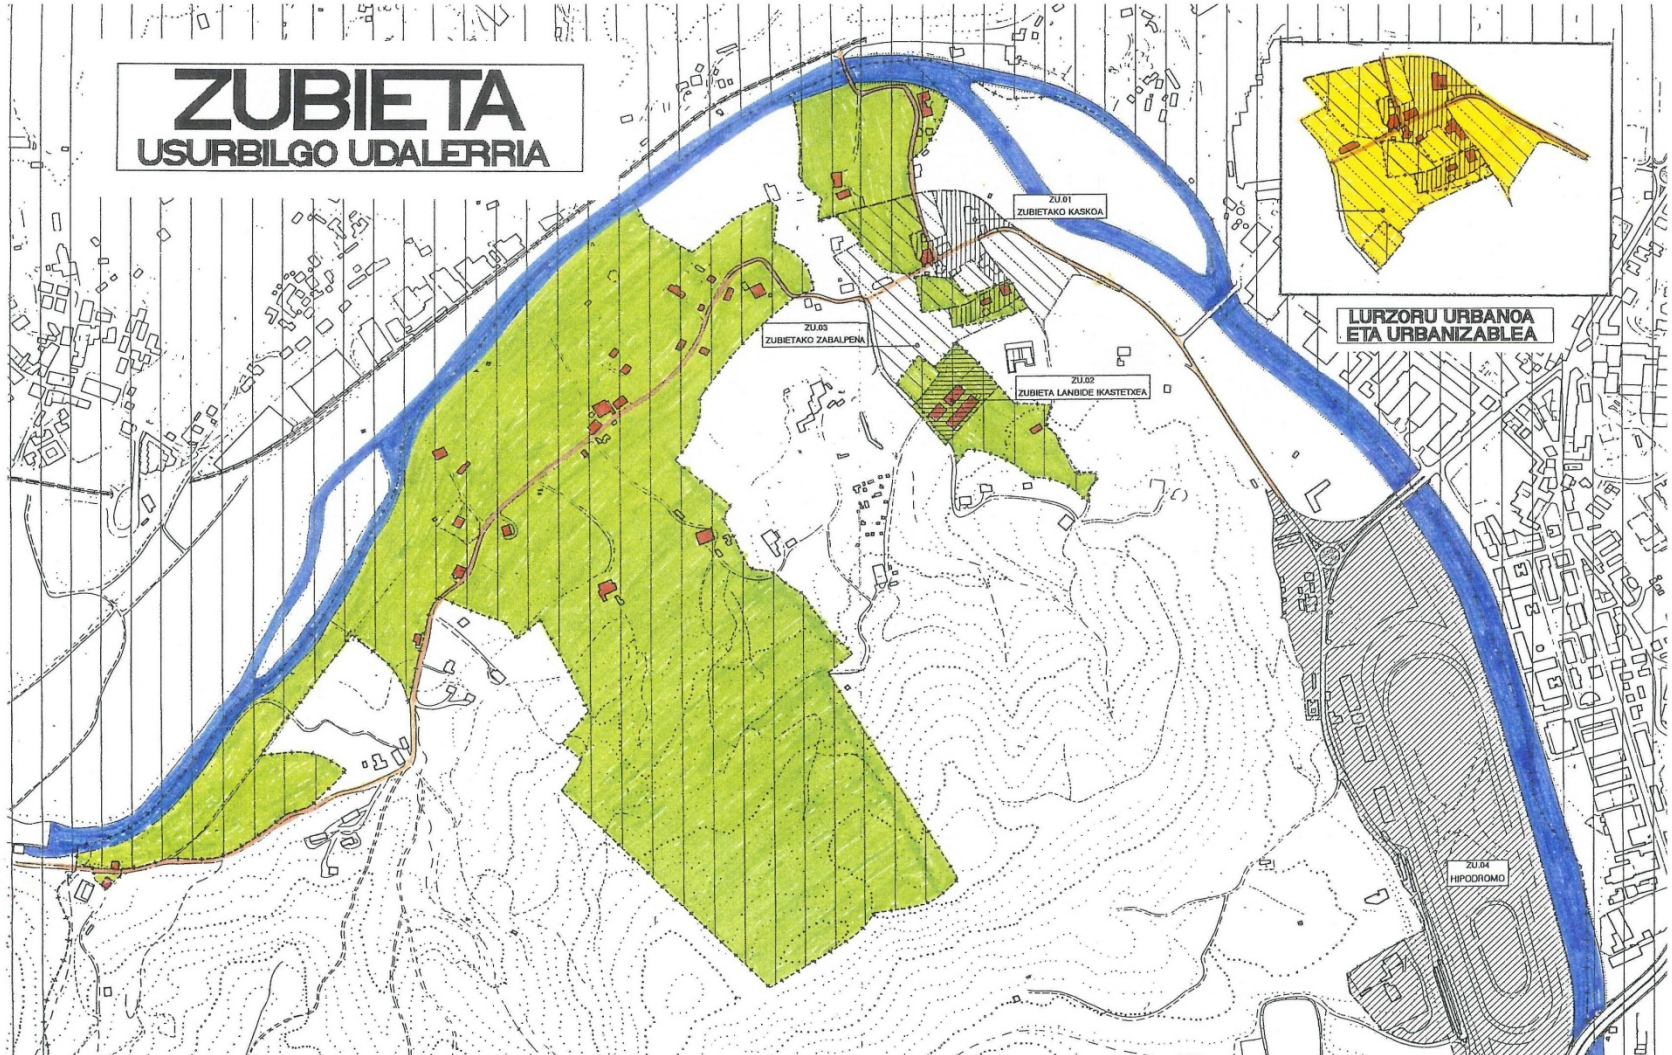 ZUBIETA
USURBILGO UDALERRIA
ZU.01
ZUBIETAKO KASKOA
LURZORU URBANOA
ETA URBANIZABLEA
ZU.03
ZUBIETAKO ZABALPENA
ZU.02
ZUBIETA LANBIDE IKASTETXEA
ZU.04
HIPODROMO